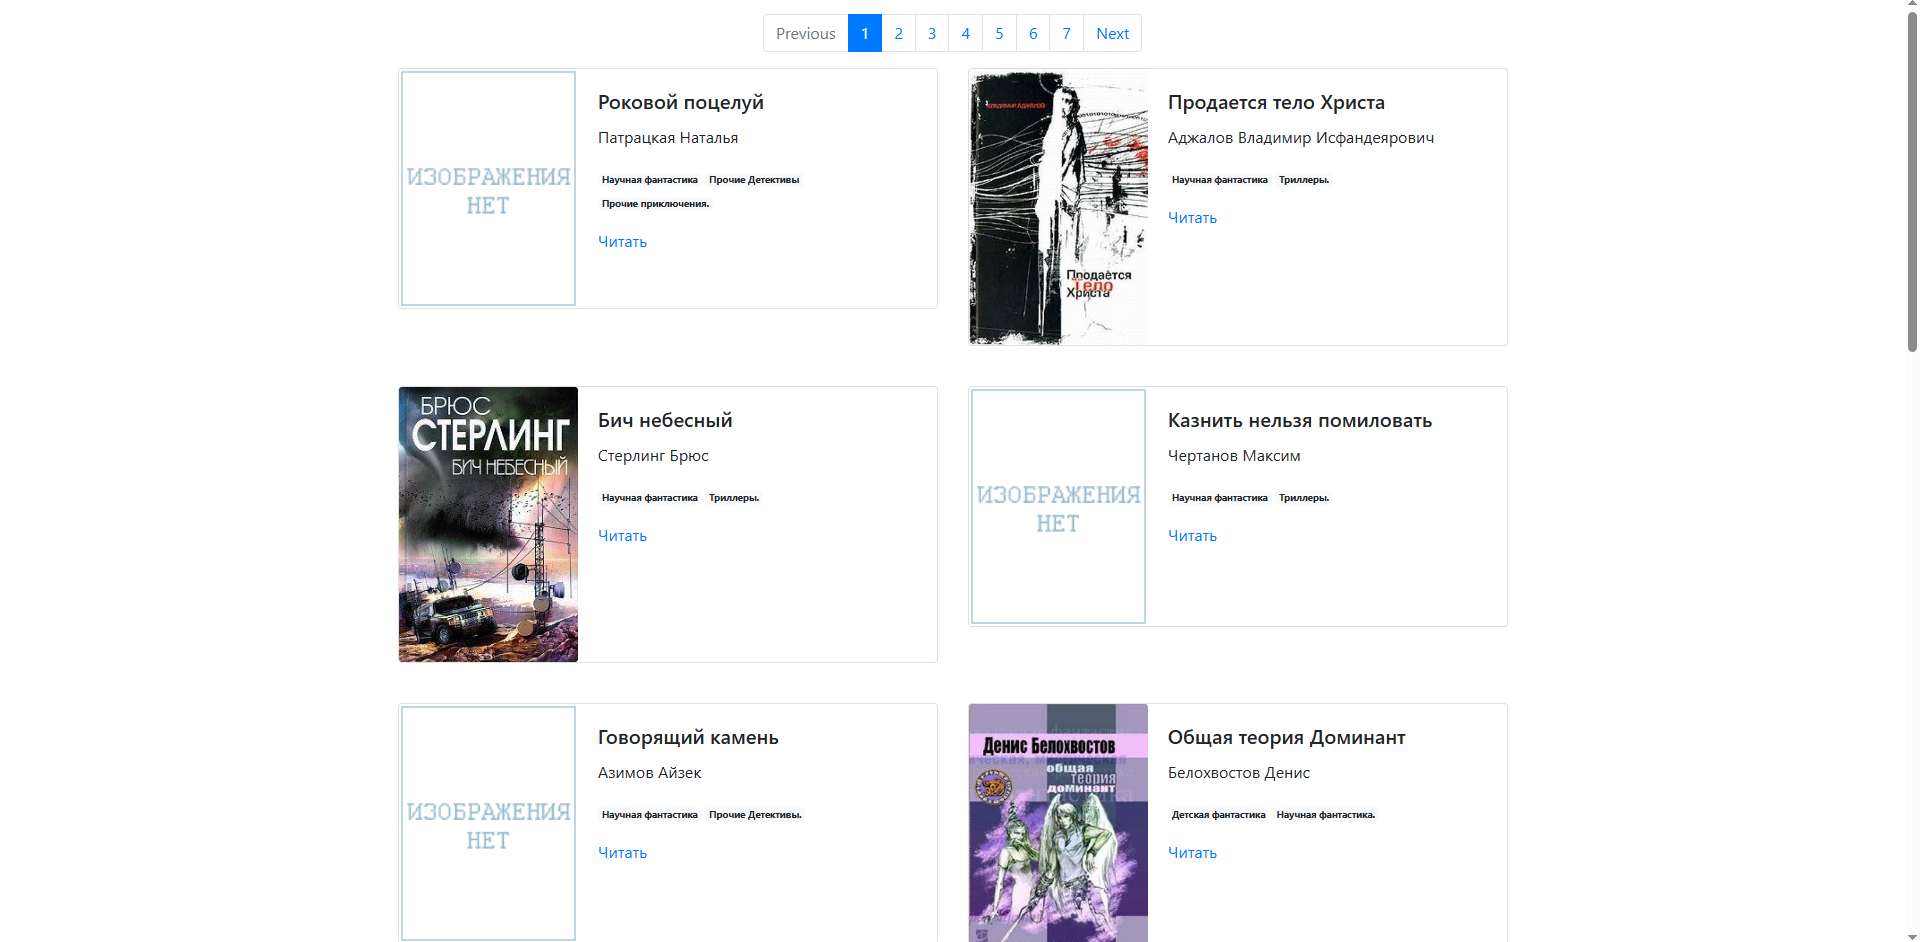 Previous 1 2 3 4 5 6 7 Next
ИЗОБРАЖЕНИЯ
НЕТ
Роковой поцелуй
Патрацкая Наталья
Научная фантастика Прочие Детективы
Прочие приключения.
Читать
ВЛАДИМИР АДЖАЛОВ
Продаётся
Тело
Христа
Продается тело Христа
Аджалов Владимир Исфандеярович
Научная фантастика Триллеры.
Читать
БРЮС
СТЕРЛИНГ
БИЧ НЕБЕСНЫЙ
Бич небесный
Стерлинг Брюс
Научная фантастика Триллеры.
Читать
ИЗОБРАЖЕНИЯ
НЕТ
Казнить нельзя помиловать
Чертанов Максим
Научная фантастика Триллеры.
Читать
ИЗОБРАЖЕНИЯ
НЕТ
Говорящий камень
Азимов Айзек
Научная фантастика Прочие Детективы.
Читать
Денис Белохвостов
общая
теория
доминант
Общая теория Доминант
Белохвостов Денис
Детская фантастика Научная фантастика.
Читать